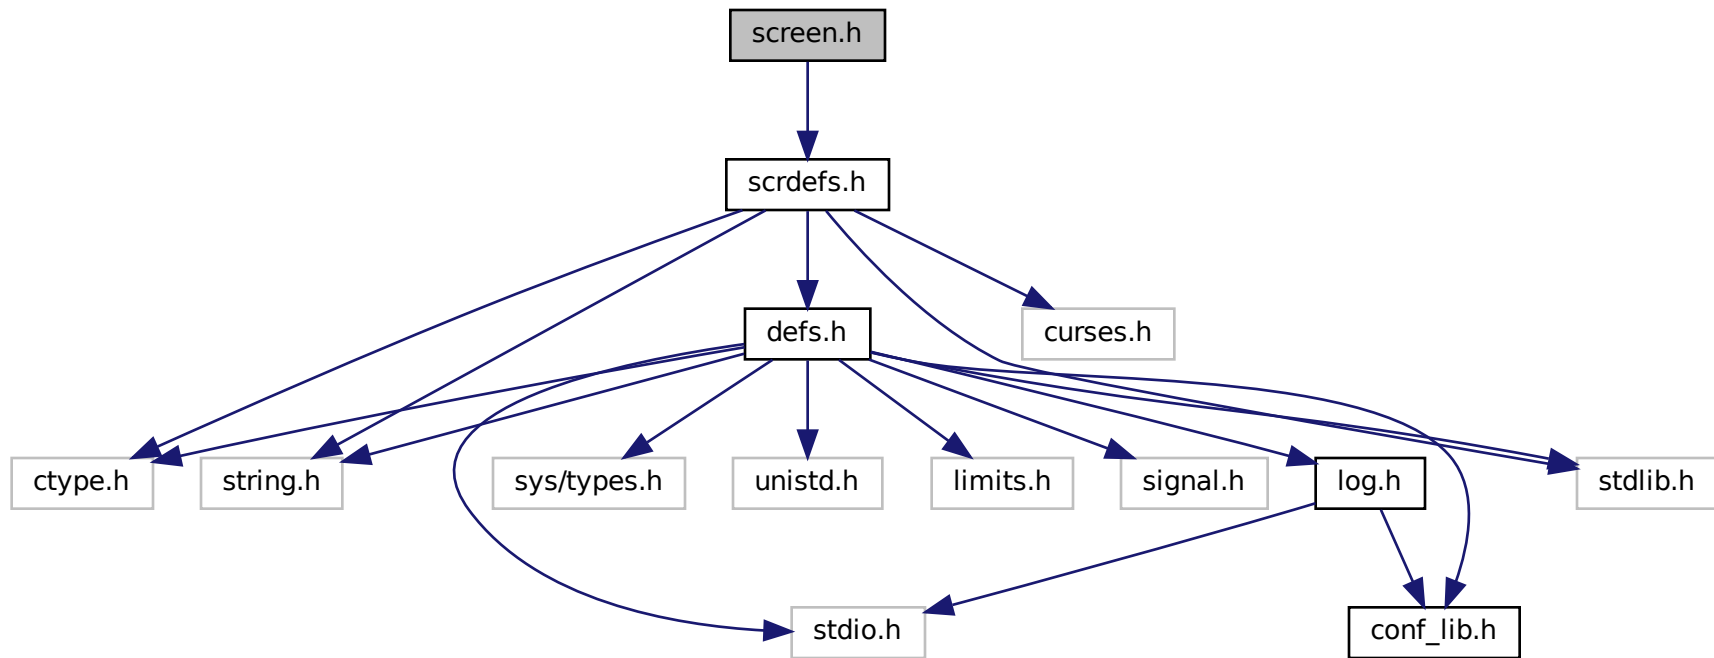 screen.h
scrdefs.h
defs.h
curses.h
ctype.h
string.h
sys/types.h
unistd.h
limits.h
signal.h
log.h
stdlib.h
stdio.h
conf_lib.h